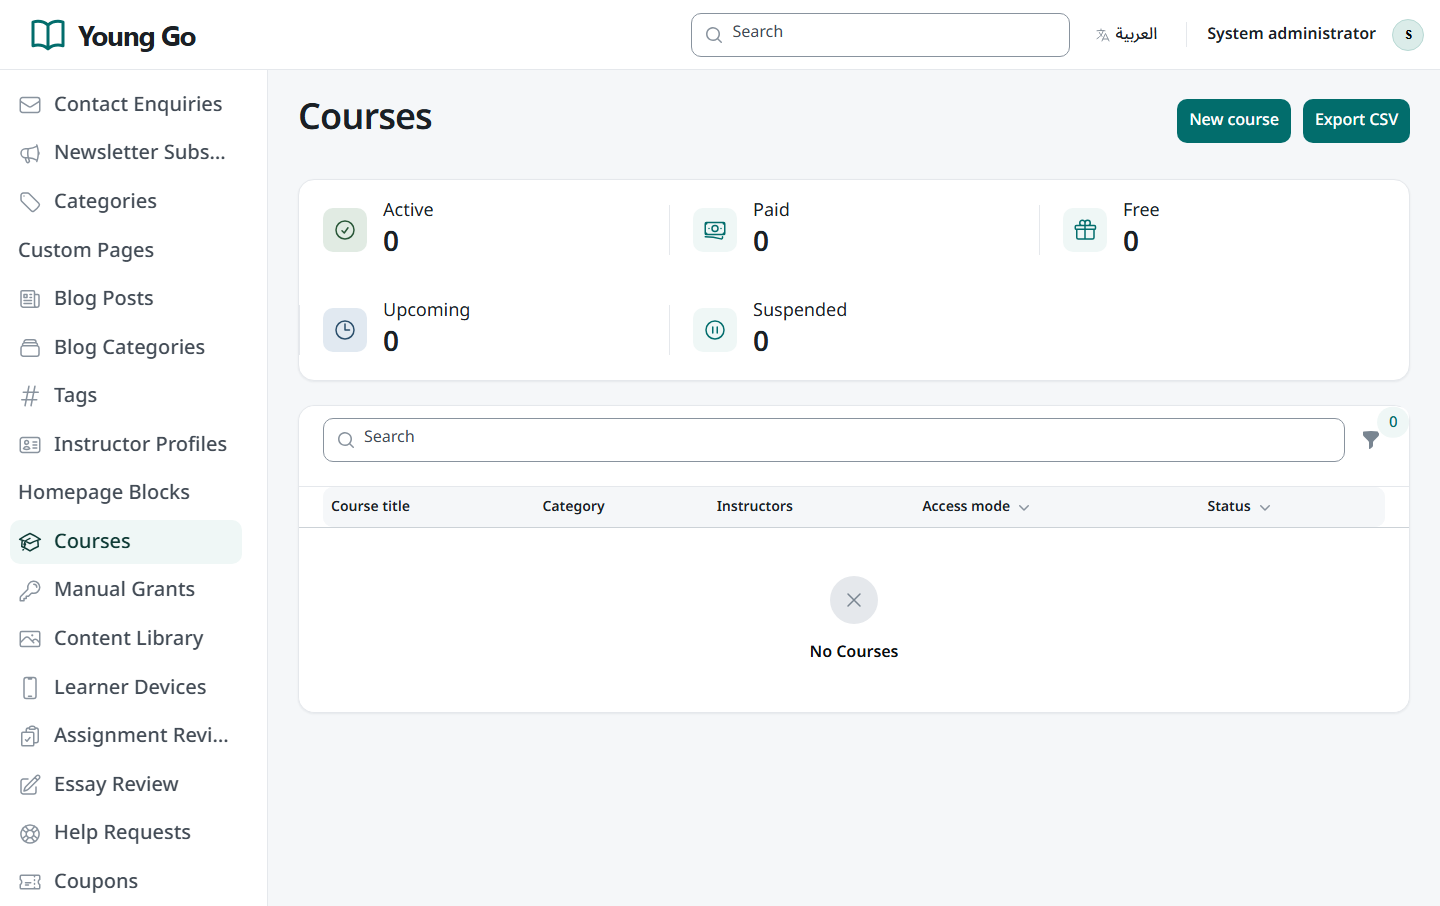 Young Go
Search
العربية
System administrator
S
Contact Enquiries
Newsletter Subs...
Categories
Custom Pages
Blog Posts
Blog Categories
Tags
Instructor Profiles
Homepage Blocks
Courses
Manual Grants
Content Library
Learner Devices
Assignment Revi...
Essay Review
Help Requests
Coupons
Courses
New course
Export CSV
Active
0
Paid
0
Free
0
Upcoming
0
Suspended
0
Search
0
Course title Category Instructors Access mode Status
No Courses